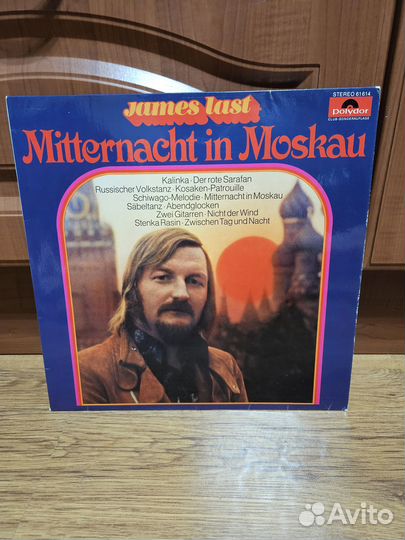 STEREO 61 614
Polydor
CLUB-SONDERAUFLAGE
james last
Mitternacht in Moskau
Kalinka · Der rote Sarafan
Russischer Volkstanz · Kosaken-Patrouille
Schiwago-Melodie · Mitternacht in Moskau
Säbeltanz · Abendglocken
Zwei Gitarren · Nicht der Wind
Stenka Rasin · Zwischen Tag und Nacht
Avito